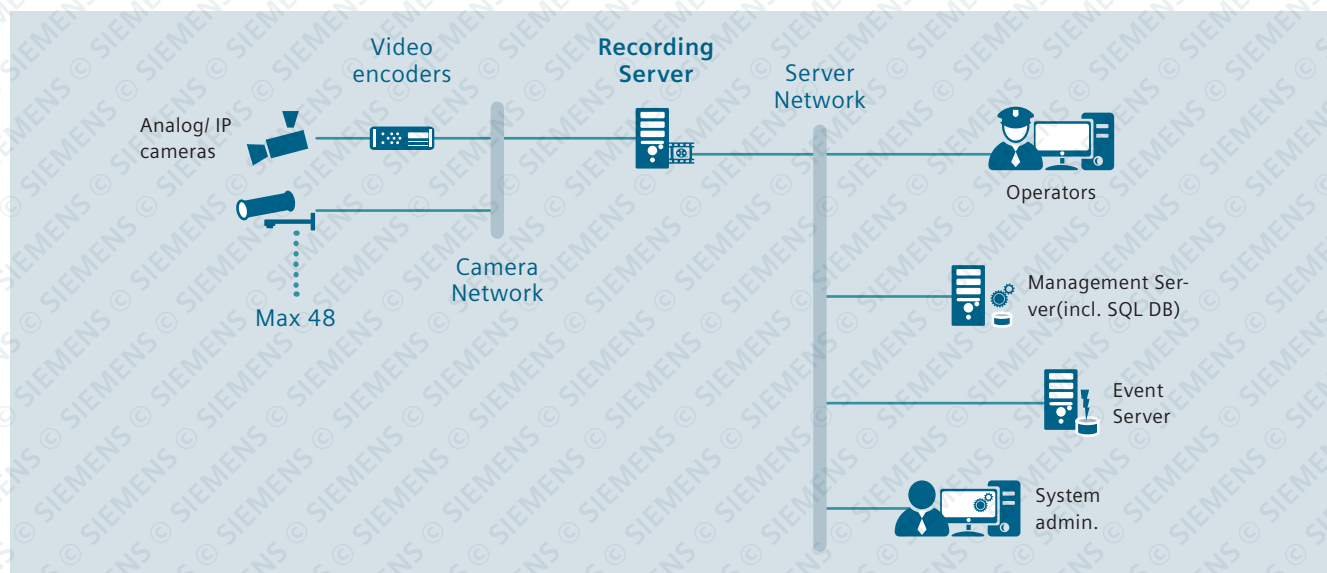 Video
encoders
Recording
Server
Server
Network
Analog/ IP
cameras
Operators
Camera
Network
Max 48
Management Ser-
ver(incl. SQL DB)
Event
Server
System
admin.
© SIEMENS